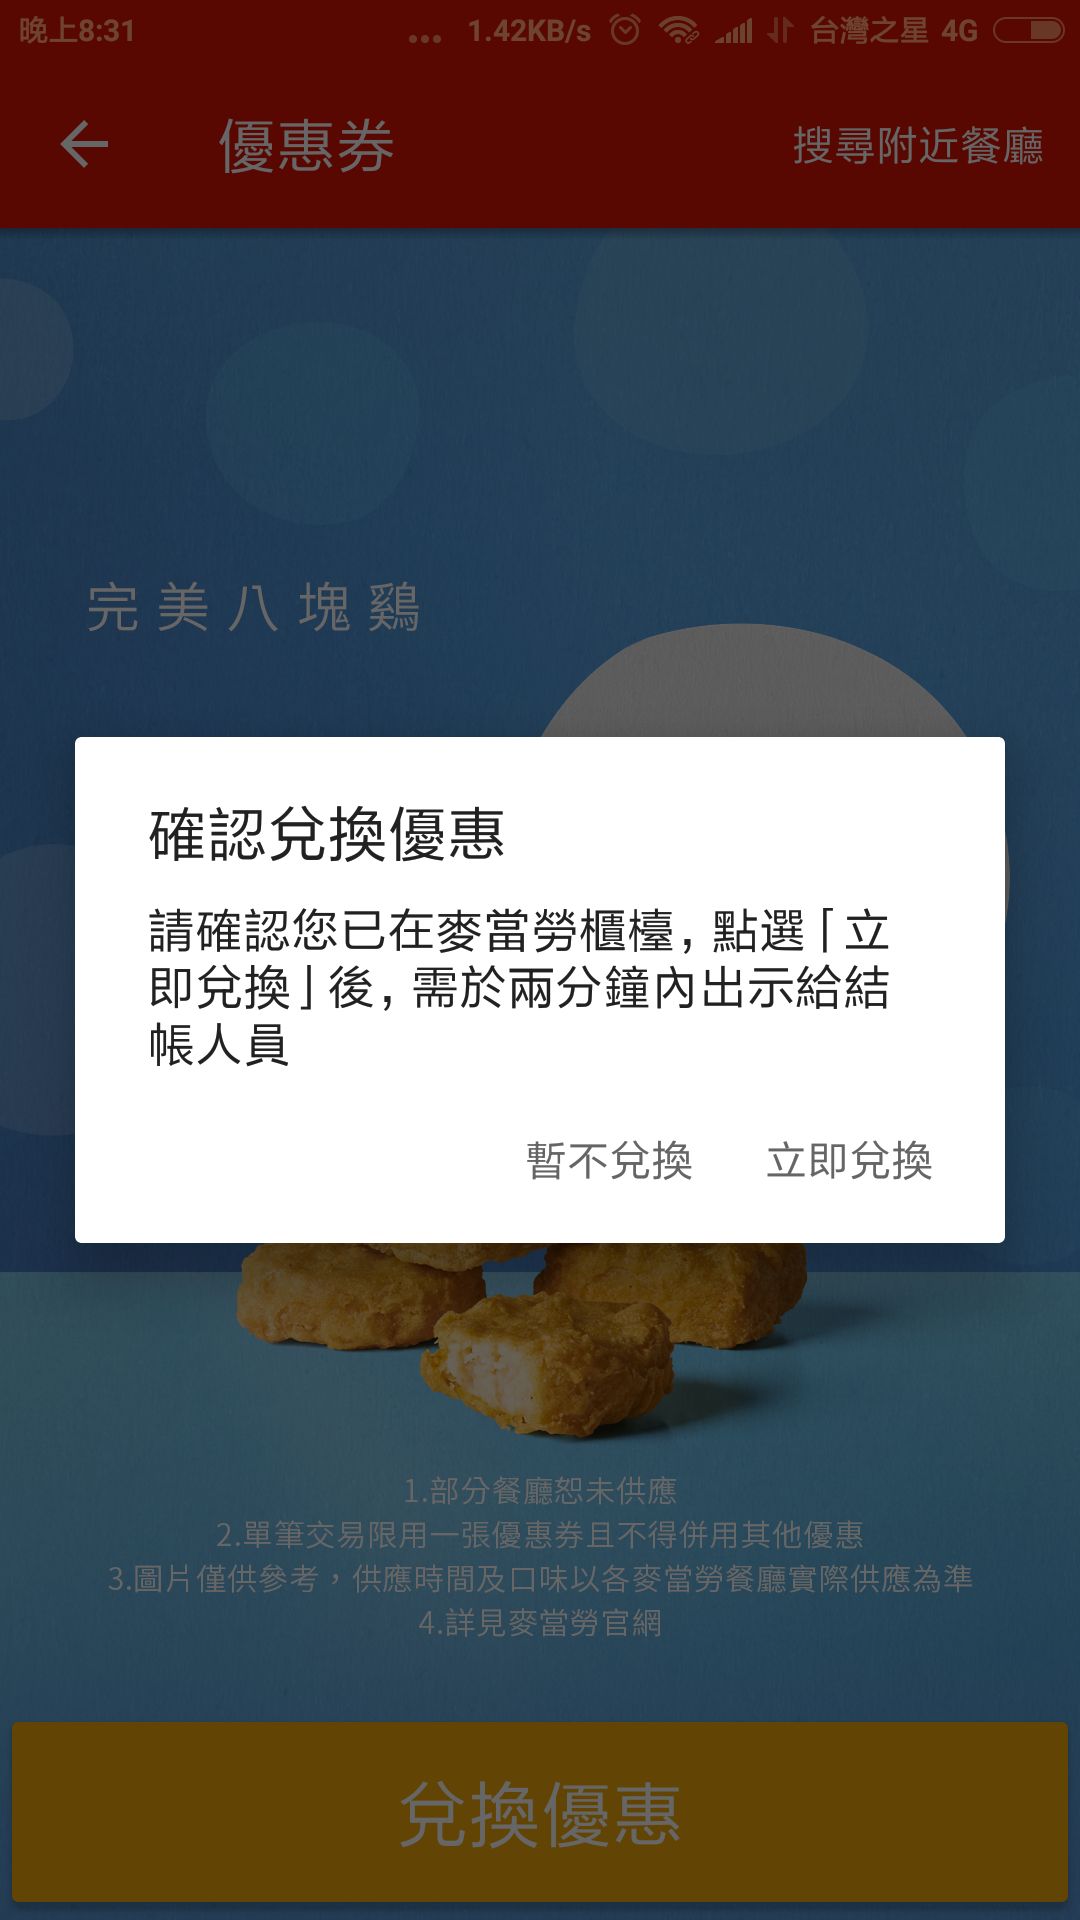 晚上8:31
... 1.42KB/s 台灣之星 4G
優惠券
搜尋附近餐廳
完美八塊鷄
確認兌換優惠
請確認您已在麥當勞櫃檯，點選「立
即兌換」後，需於兩分鐘內出示給結
帳人員
暫不兌換
立即兌換
1.部分餐廳恕未供應
2.單筆交易限用一張優惠券且不得併用其他優惠
3.圖片僅供參考，供應時間及口味以各麥當勞餐廳實際供應為準
4.詳見麥當勞官網
兌換優惠